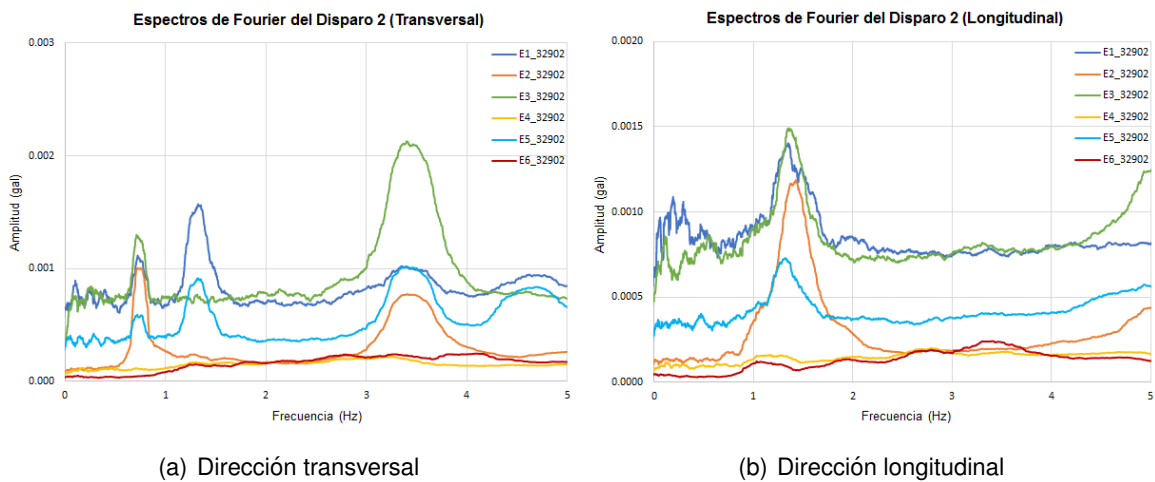 Espectros de Fourier del Disparo 2 (Transversal)
0.003
0.002
0.001
0.000
Amplitud (gal)
0
1
2
3
4
5
Frecuencia (Hz)
E1_32902
E2_32902
E3_32902
E4_32902
E5_32902
E6_32902
(a) Dirección transversal
Espectros de Fourier del Disparo 2 (Longitudinal)
0.0020
0.0015
0.0010
0.0005
0.0000
Amplitud (gal)
0
1
2
3
4
5
Frecuencia (Hz)
E1_32902
E2_32902
E3_32902
E4_32902
E5_32902
E6_32902
(b) Dirección longitudinal